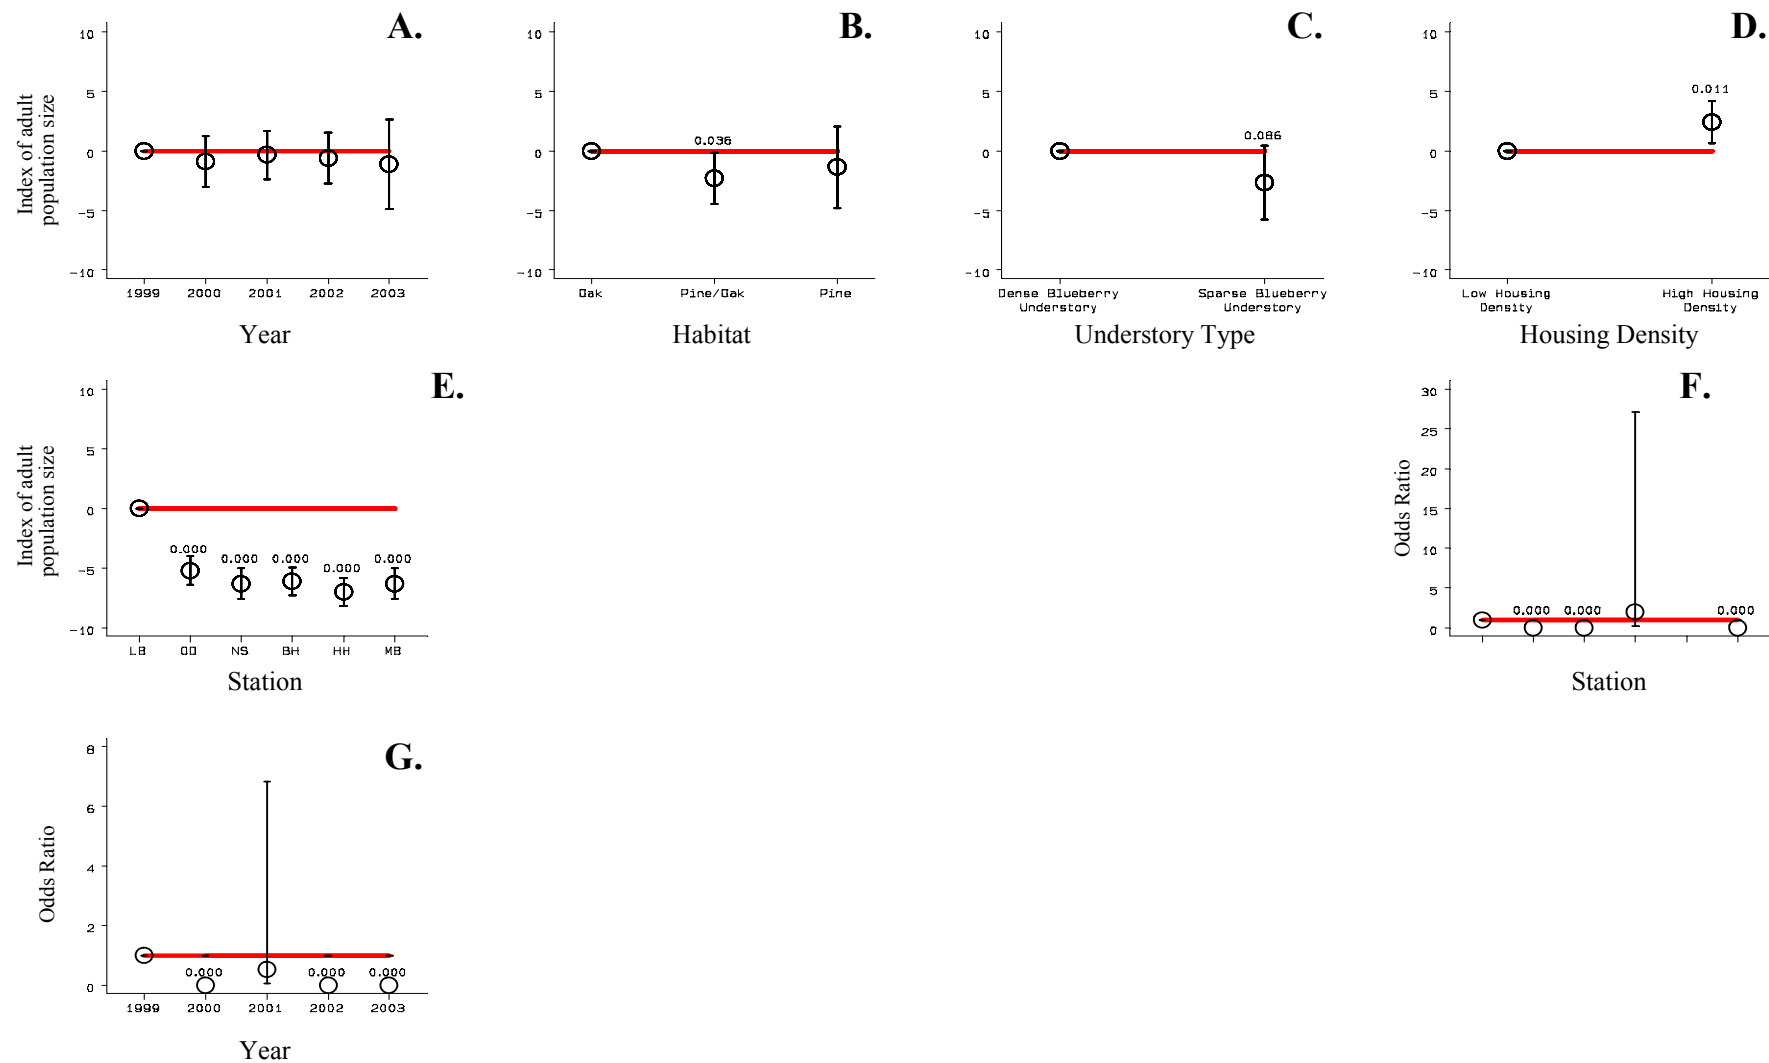 A.
Index of adult
population size
10
5
0
-5
-10
1999 2000 2001 2002 2003
Year
B.
10
5
0
-5
-10
0.036
Oak Pine/Oak Pine
Habitat
C.
10
5
0
-5
-10
0.086
Dense Blueberry Sparse Blueberry
Understory Understory
Understory Type
D.
10
5
0
-5
-10
0.011
Low Housing High Housing
Density Density
Housing Density
E.
Index of adult
population size
10
5
0
-5
-10
0.000 0.000 0.000 0.000 0.000
LB OD NS BH HH MB
Station
F.
Odds Ratio
30
25
20
15
10
5
0
0.000 0.000 0.000
Station
G.
Odds Ratio
8
6
4
2
0
0.000 0.000 0.000
1999 2000 2001 2002 2003
Year